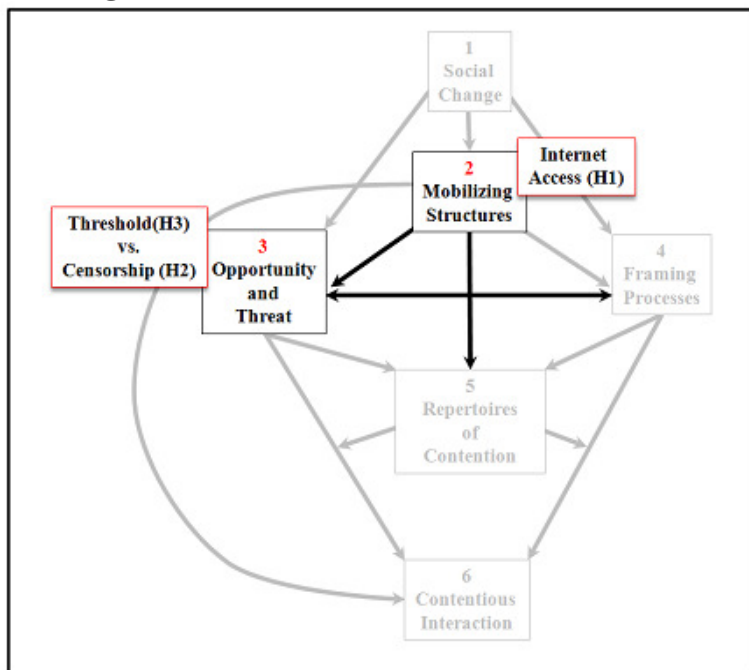 1
Social
Change
2
Mobilizing
Structures
Internet
Access (H1)
Threshold(H3)
vs.
Censorship (H2)
3
Opportunity
and
Threat
4
Framing
Processes
5
Repertoires
of
Contention
6
Contentious
Interaction